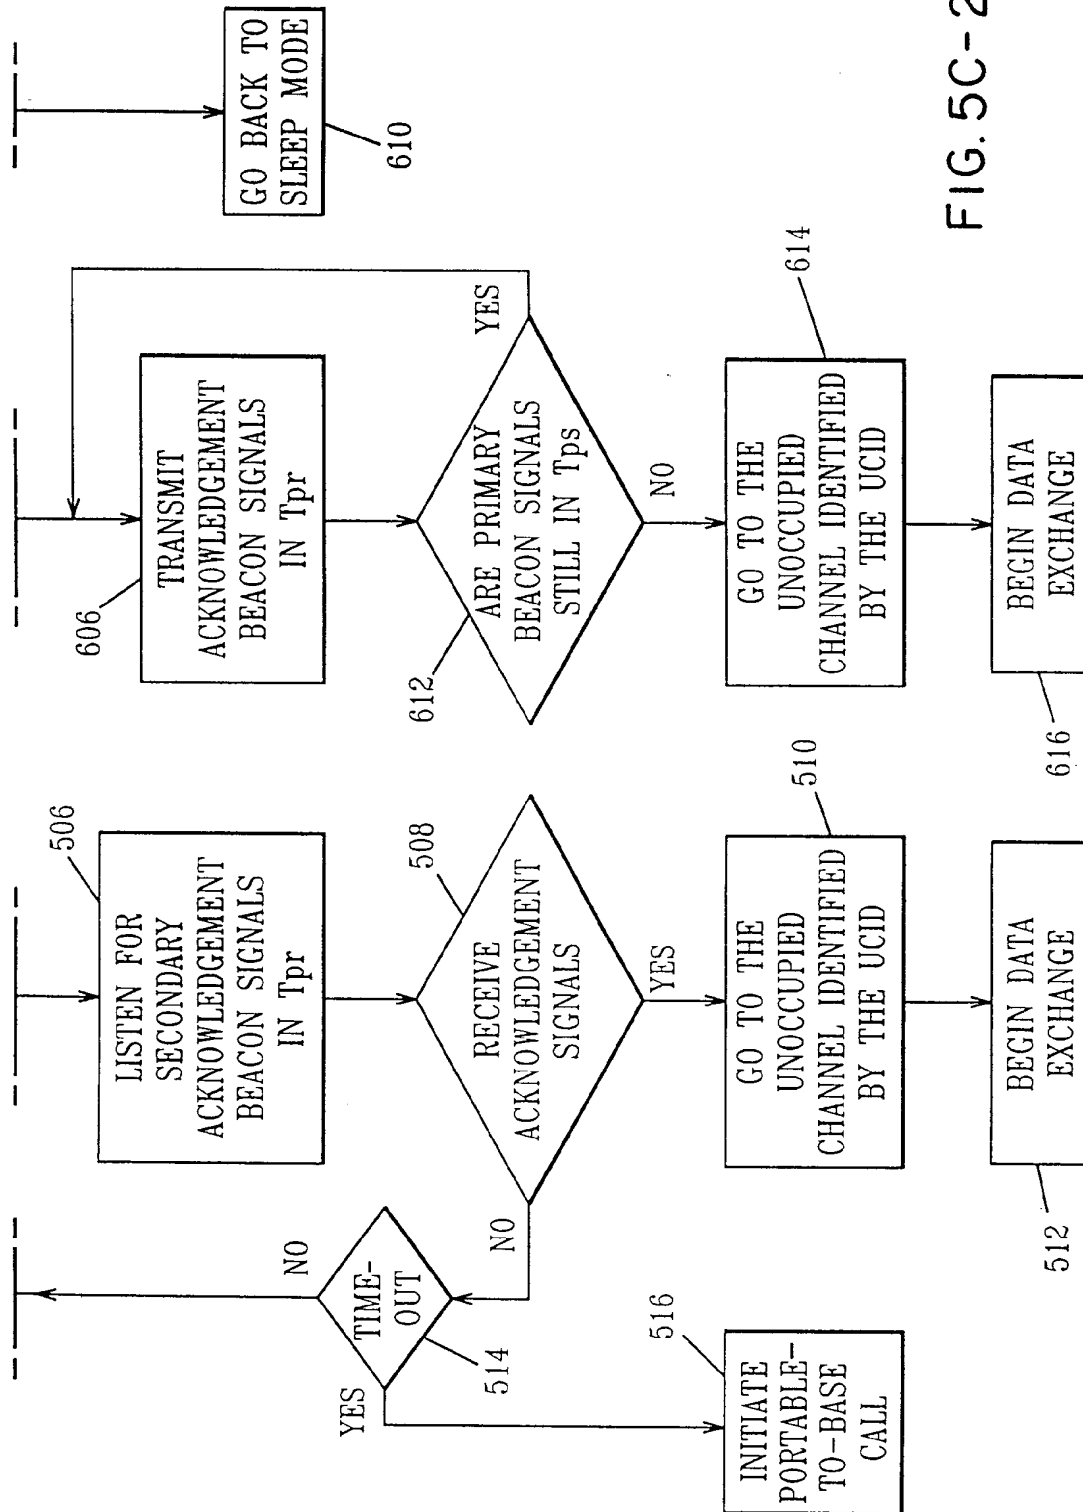 506
LISTEN FOR
SECONDARY
ACKNOWLEDGEMENT
BEACON SIGNALS
IN Tpr
508
RECEIVE
ACKNOWLEDGEMENT
SIGNALS
NO
YES
NO
TIME-
OUT
514
YES
516
INITIATE
PORTABLE-
TO-BASE
CALL
510
GO TO THE
UNOCCUPIED
CHANNEL IDENTIFIED
BY THE UCID
512
BEGIN DATA
EXCHANGE
606
TRANSMIT
ACKNOWLEDGEMENT
BEACON SIGNALS
IN Tpr
612
ARE PRIMARY
BEACON SIGNALS
STILL IN Tps
YES
NO
614
GO TO THE
UNOCCUPIED
CHANNEL IDENTIFIED
BY THE UCID
616
BEGIN DATA
EXCHANGE
GO BACK TO
SLEEP MODE
610
FIG. 5C-2